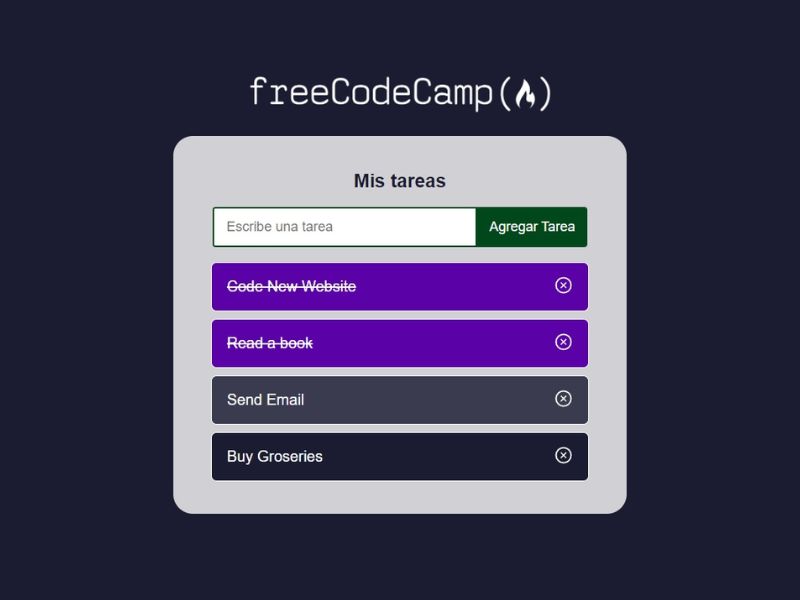 freeCodeCamp(🔥)
Mis tareas
Escribe una tarea
Agregar Tarea
Code New Website
Read a book
Send Email
Buy Groseries